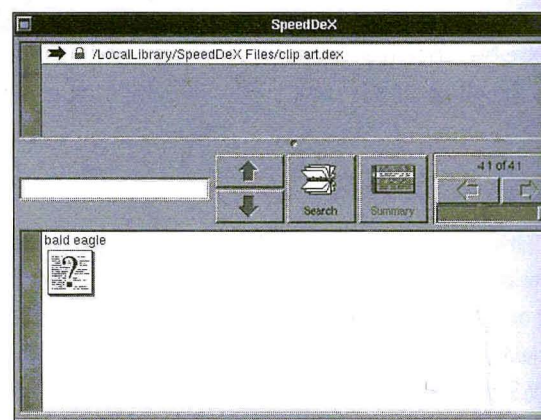 SpeedDeX
/LocalLibrary/SpeedDeX Files/clip art.dex
41 of 41
Search
Summary
bald eagle
?